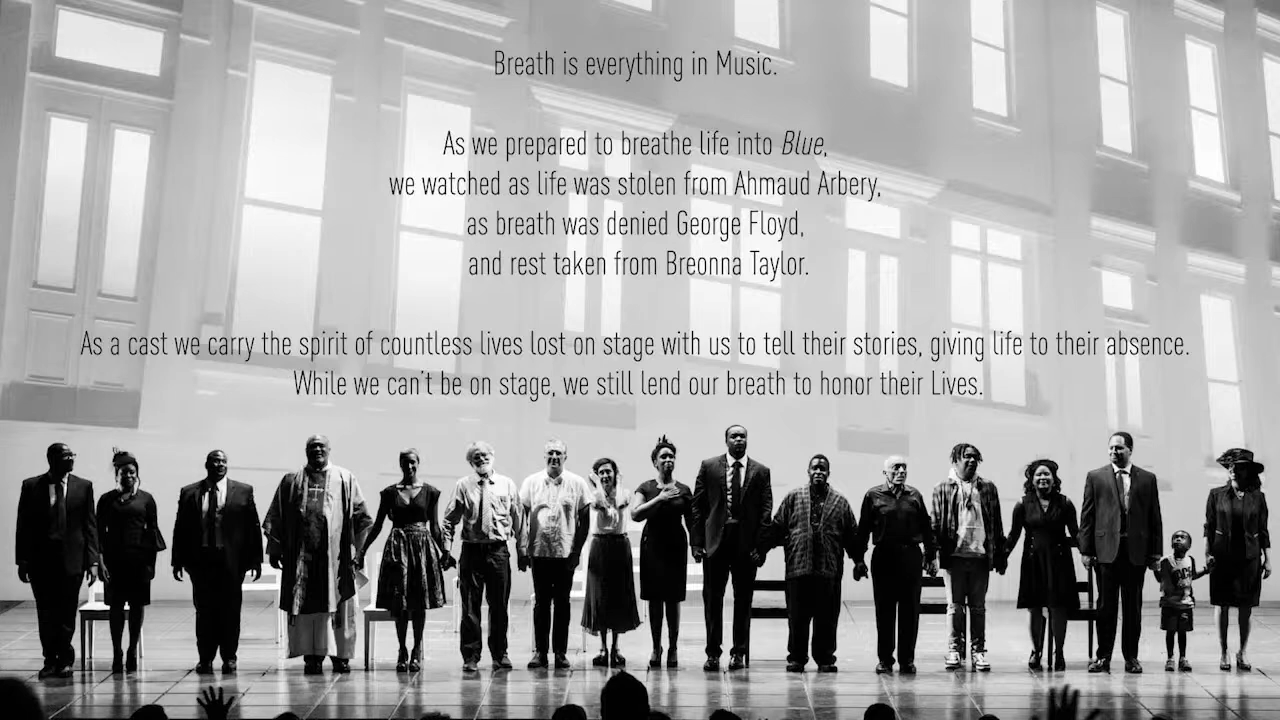 Breath is everything in Music.
As we prepared to breathe life into Blue,
we watched as life was stolen from Ahmaud Arbery,
as breath was denied George Floyd,
and rest taken from Breonna Taylor.
As a cast we carry the spirit of countless lives lost on stage with us to tell their stories, giving life to their absence.
While we can't be on stage, we still lend our breath to honor their Lives.